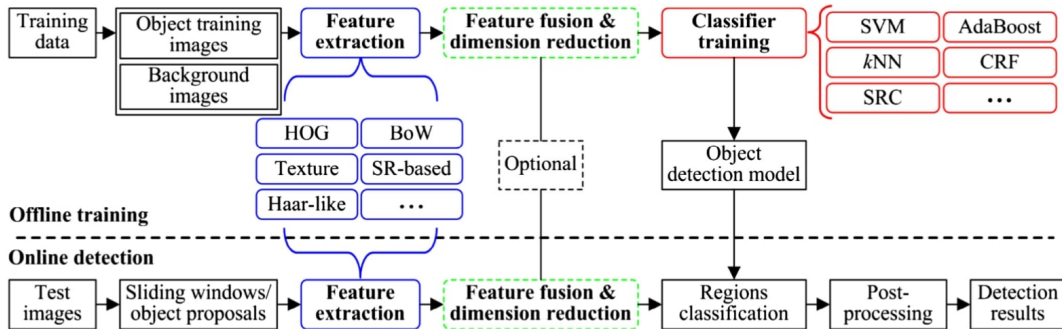 Training
data
Object training
images
Background
images
Feature
extraction
Feature fusion &
dimension reduction
Classifier
training
SVM
AdaBoost
kNN
CRF
SRC
...
HOG
BoW
Texture
SR-based
Haar-like
...
Optional
Object
detection model
Offline training
Online detection
Test
images
Sliding windows/
object proposals
Feature
extraction
Feature fusion &
dimension reduction
Regions
classification
Post-
processing
Detection
results